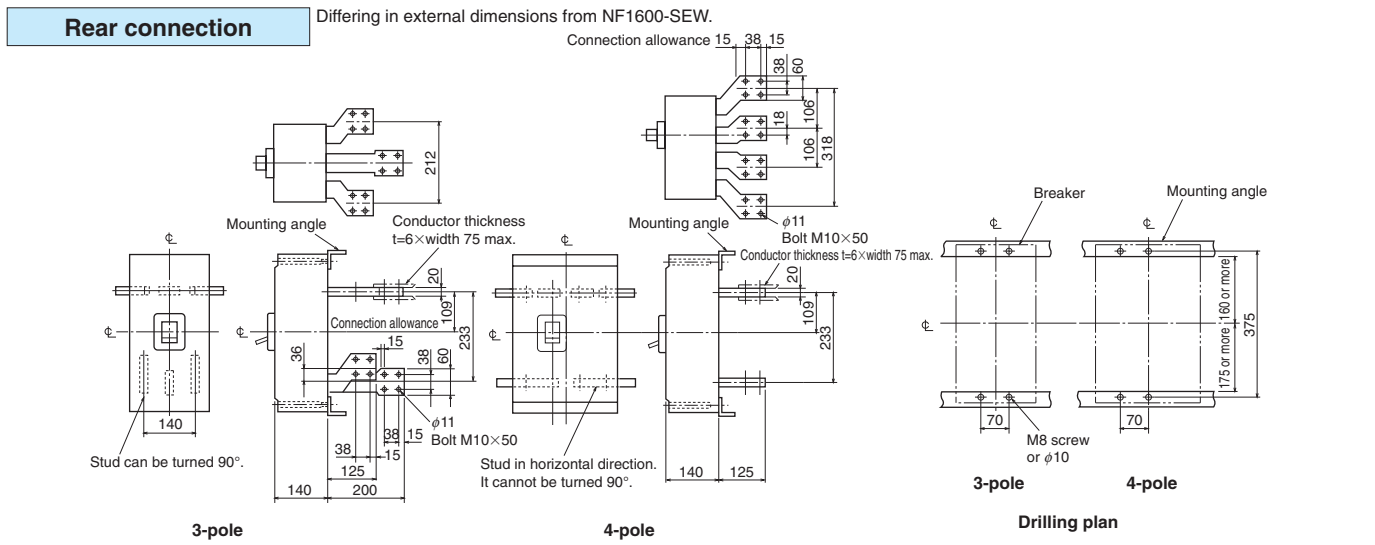 Rear connection
Differing in external dimensions from NF1600-SEW.
Connection allowance 15 38 15
38
60
106
18
106
318
212
Mounting angle
Conductor thickness
t=6×width 75 max.
℄
℄
20
109
Connection allowance
233
15
36
38
60
φ11
Bolt M10×50
38 15
38 15
125
140 200
140
Stud can be turned 90°.
3-pole
Mounting angle
φ11
Bolt M10×50
Conductor thickness t=6×width 75 max.
℄
℄
20
109
233
Stud in horizontal direction.
It cannot be turned 90°.
140 125
4-pole
Breaker
Mounting angle
℄ ℄
℄
160 or more
175 or more
375
70 70
M8 screw
or φ10
3-pole 4-pole
Drilling plan